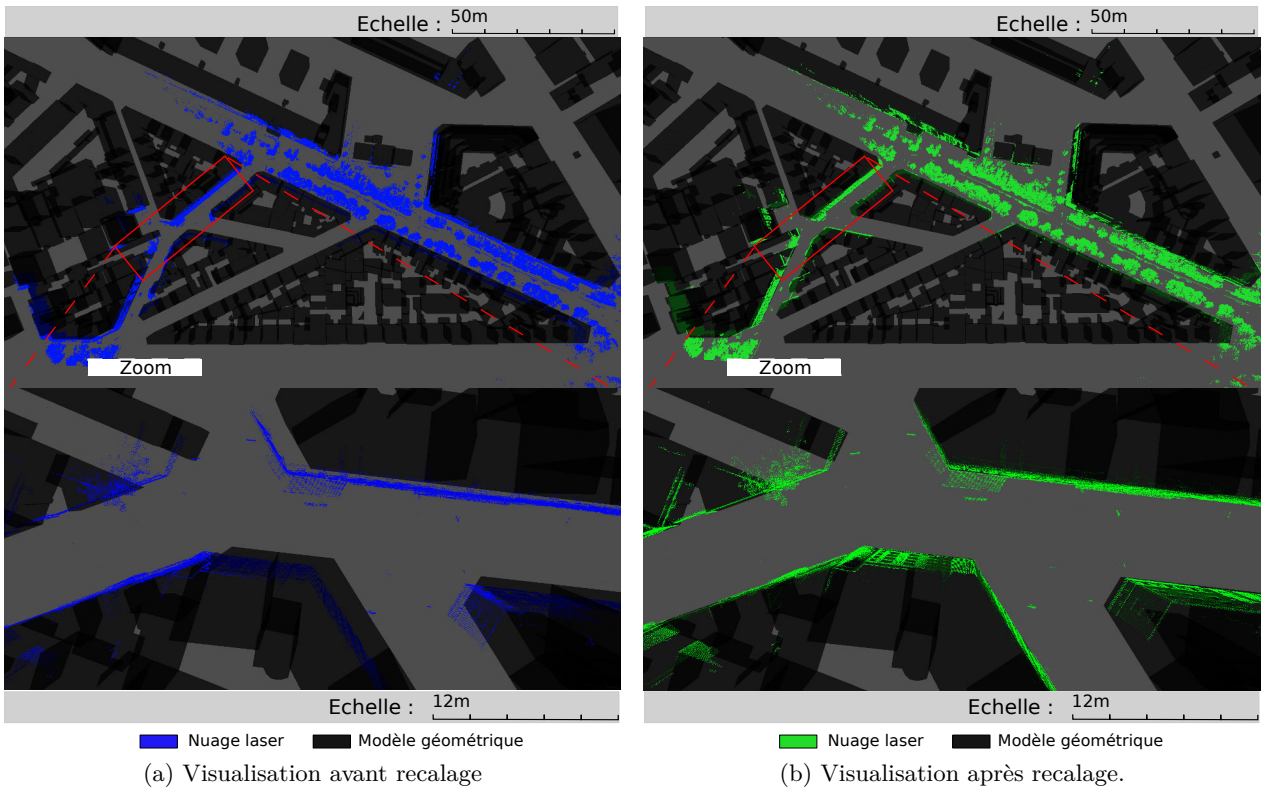 Echelle : 50m
Echelle : 50m
Zoom
Zoom
Echelle : 12m
Echelle : 12m
Nuage laser Modèle géométrique
Nuage laser Modèle géométrique
(a) Visualisation avant recalage
(b) Visualisation après recalage.